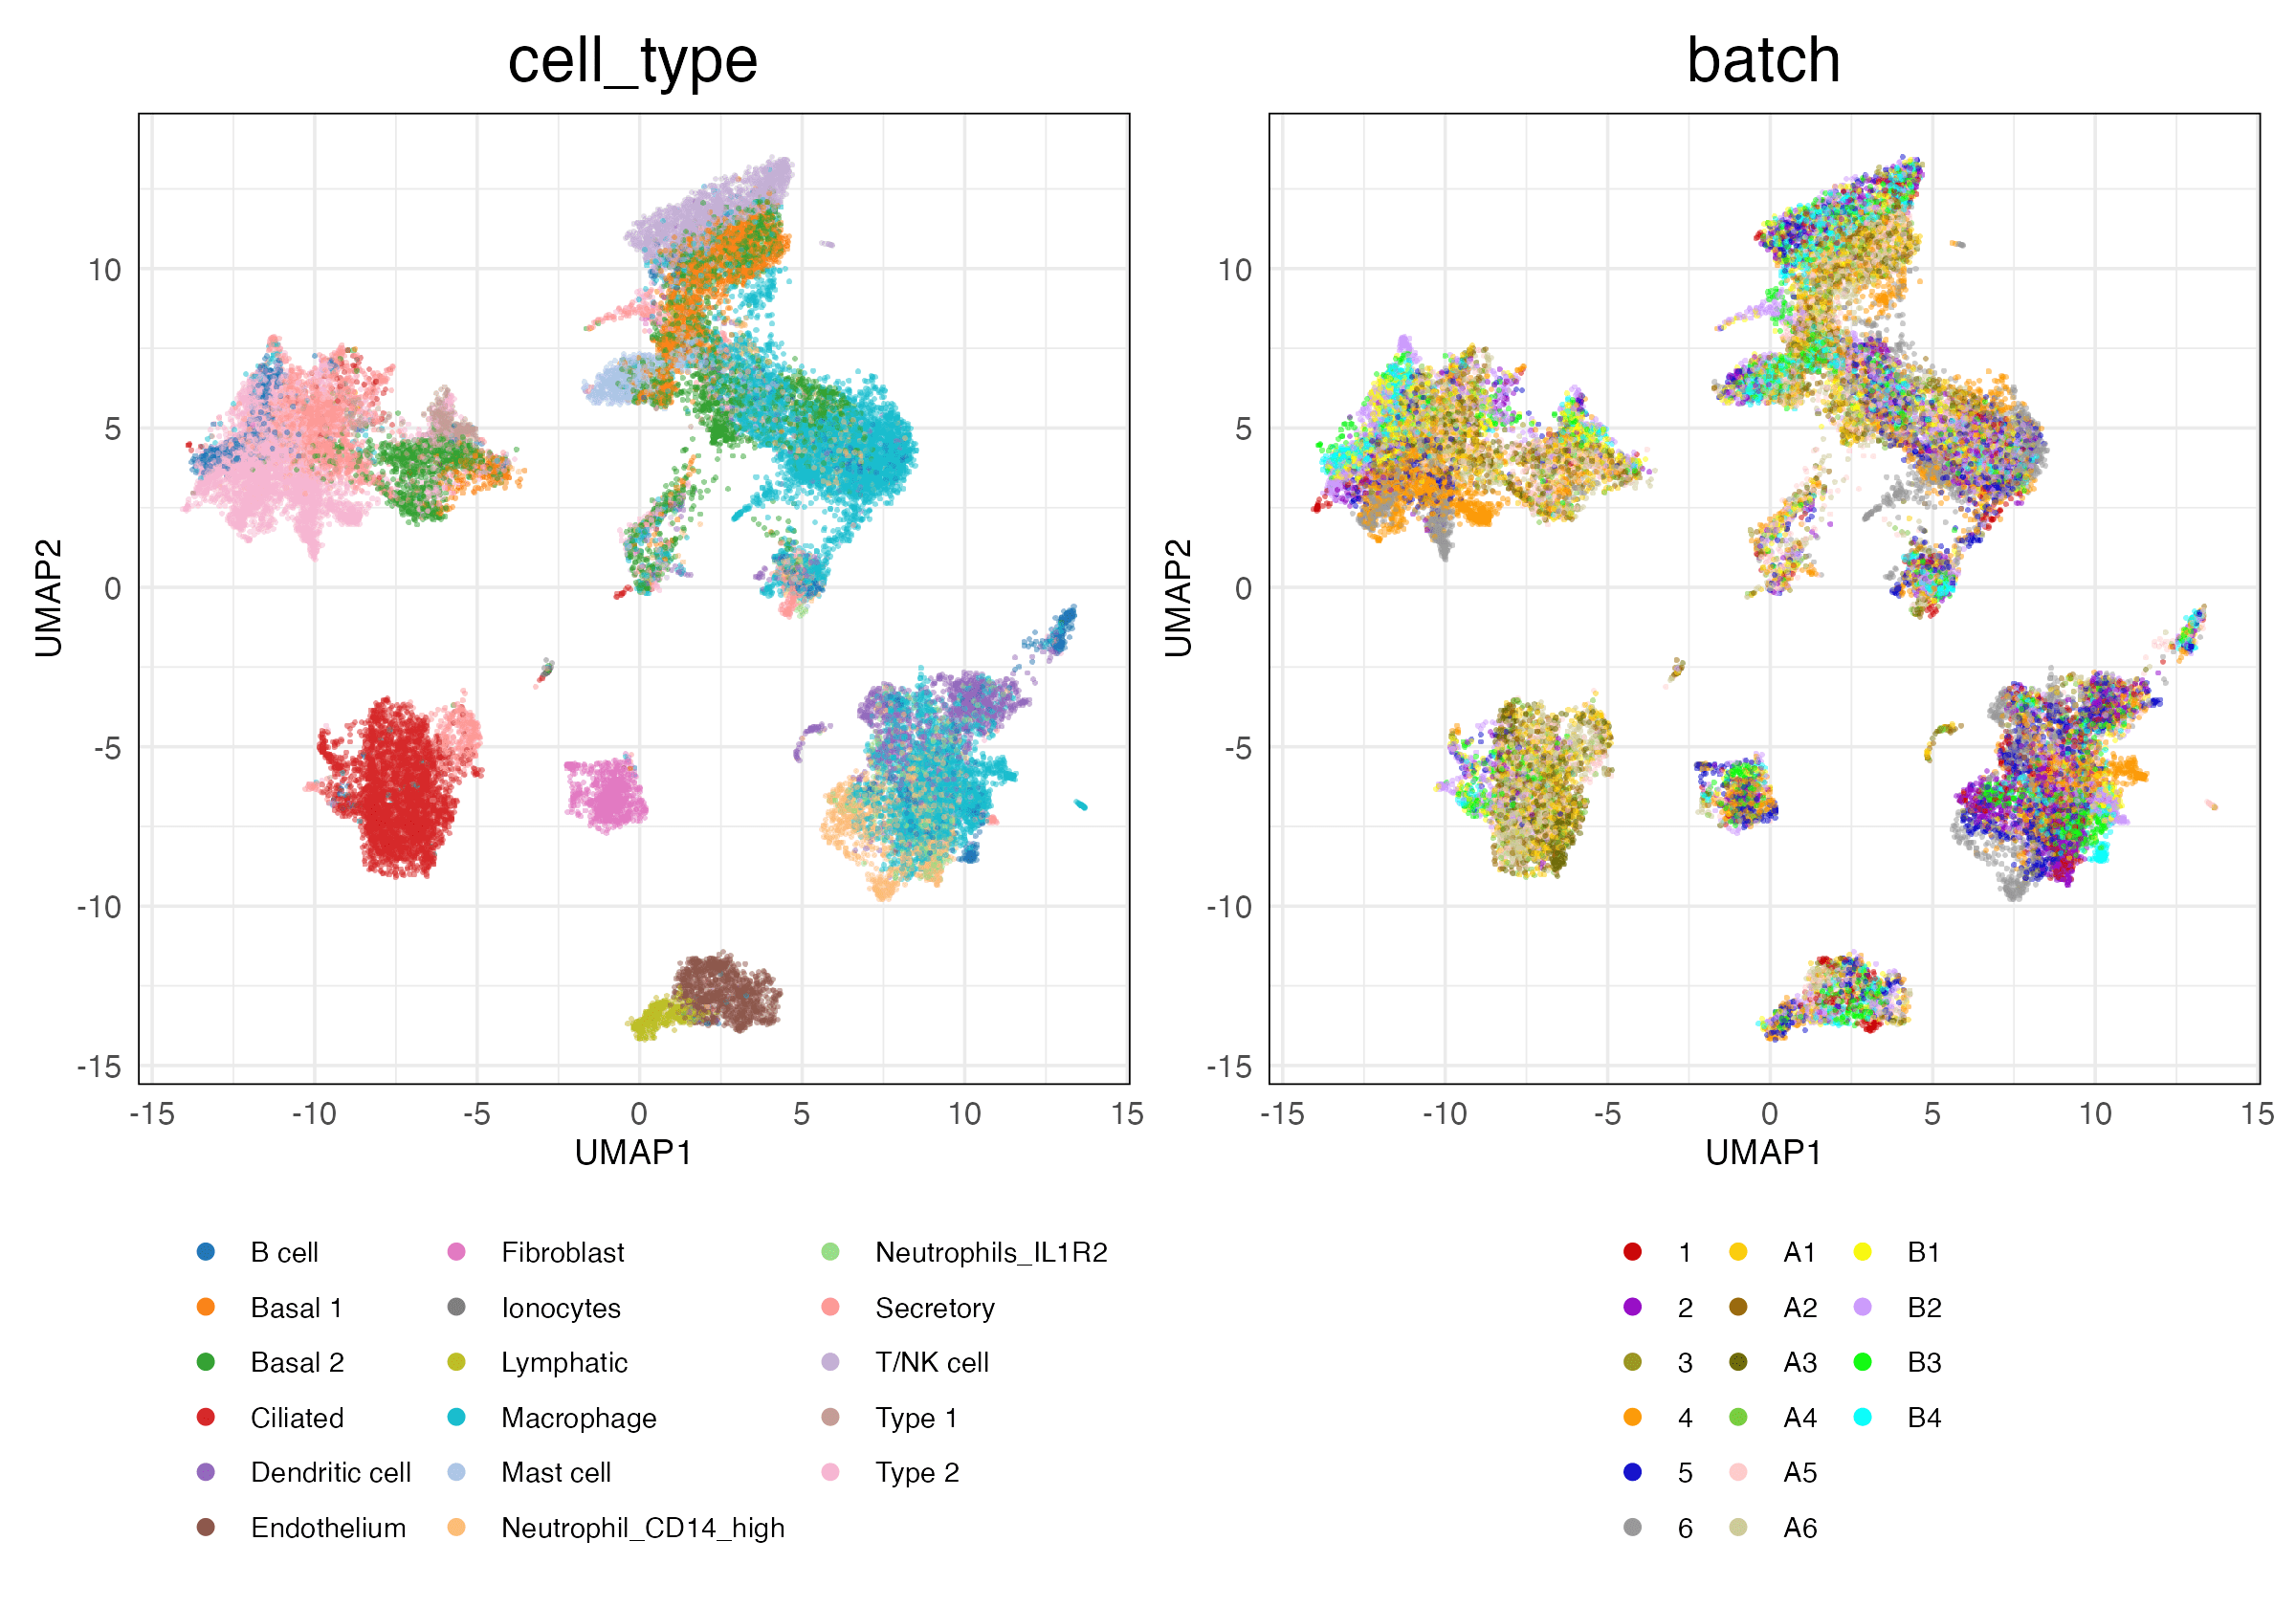 cell_type
batch
UMAP2
10
5
0
-5
-10
-15
-15 -10 -5 0 5 10 15
UMAP1
UMAP2
10
5
0
-5
-10
-15
-15 -10 -5 0 5 10 15
UMAP1
B cell Fibroblast Neutrophils_IL1R2
Basal 1 Ionocytes Secretory
Basal 2 Lymphatic T/NK cell
Ciliated Macrophage Type 1
Dendritic cell Mast cell Type 2
Endothelium Neutrophil_CD14_high
1 A1 B1
2 A2 B2
3 A3 B3
4 A4 B4
5 A5
6 A6